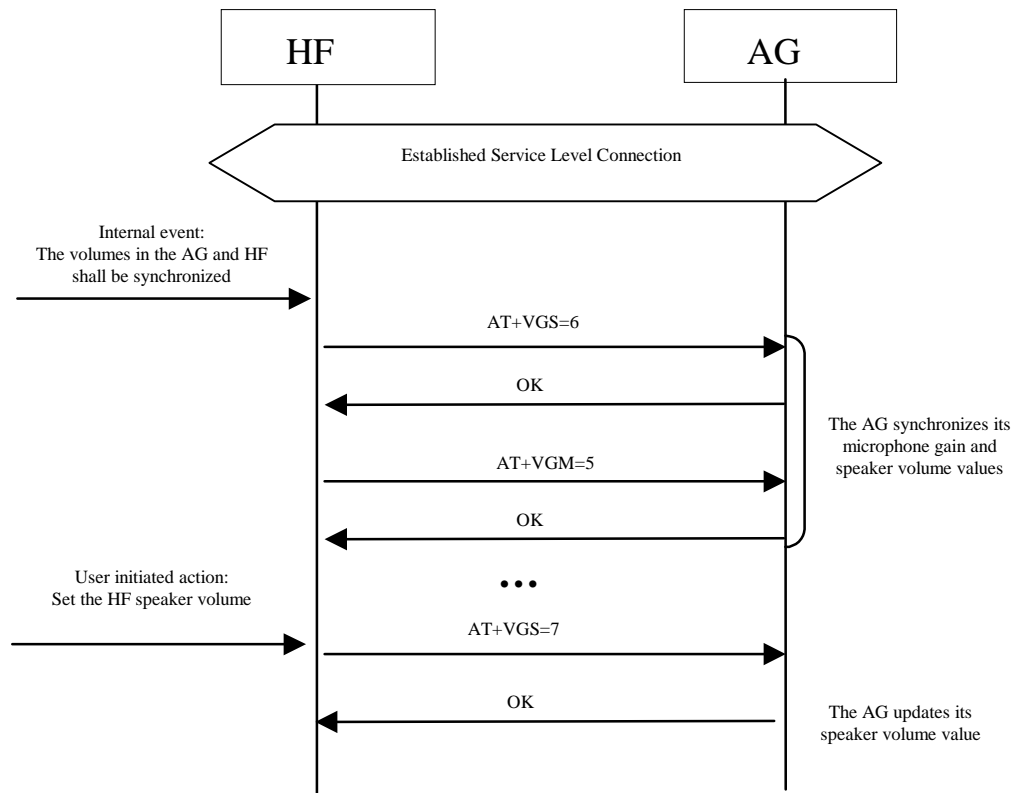 HF
AG
Established Service Level Connection
Internal event:
The volumes in the AG and HF
shall be synchronized
AT+VGS=6
OK
The AG synchronizes its
microphone gain and
speaker volume values
AT+VGM=5
OK
...
User initiated action:
Set the HF speaker volume
AT+VGS=7
OK
The AG updates its
speaker volume value